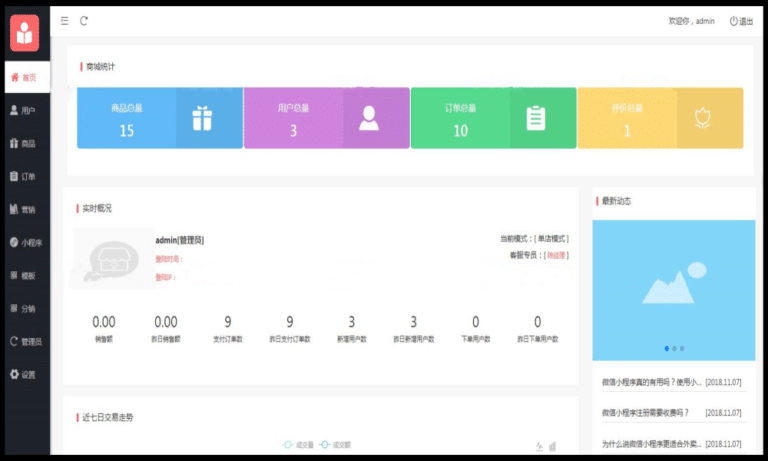 欢迎你，admin 退出
首页
用户
商品
订单
营销
小程序
模板
分销
管理员
设置
商城统计
商品总量
15
用户总量
3
订单总量
10
评价总量
1
实时概况
admin[管理员]
登陆时间：
登陆IP：
当前模式：[ 单店模式 ]
客服专员：[ 陈经理 ]
0.00 0.00 9 9 3 3 0 0
销售额 昨日销售额 支付订单数 昨日支付订单数 新增用户数 昨日新增用户数 下单用户数 昨日下单用户数
近七日交易走势
成交量 成交额
最新动态
微信小程序真的有用吗？使用小... [2018.11.07]
微信小程序注册需要收费吗？ [2018.11.07]
为什么说微信小程序更适合外卖... [2018.11.07]